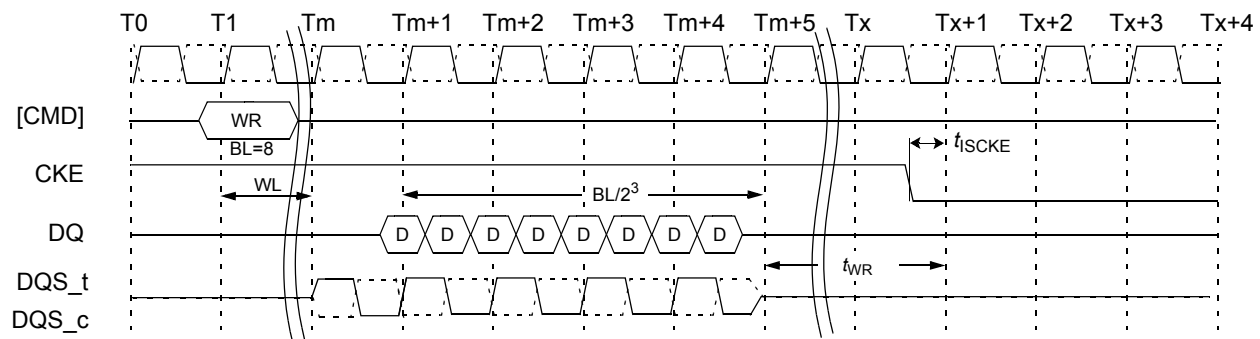 T0 T1 Tm Tm+1 Tm+2 Tm+3 Tm+4 Tm+5 Tx Tx+1 Tx+2 Tx+3 Tx+4
[CMD] WR
BL=8
tISCKE
CKE
WL BL/2³
DQ D D D D D D D D
tWR
DQS_t
DQS_c